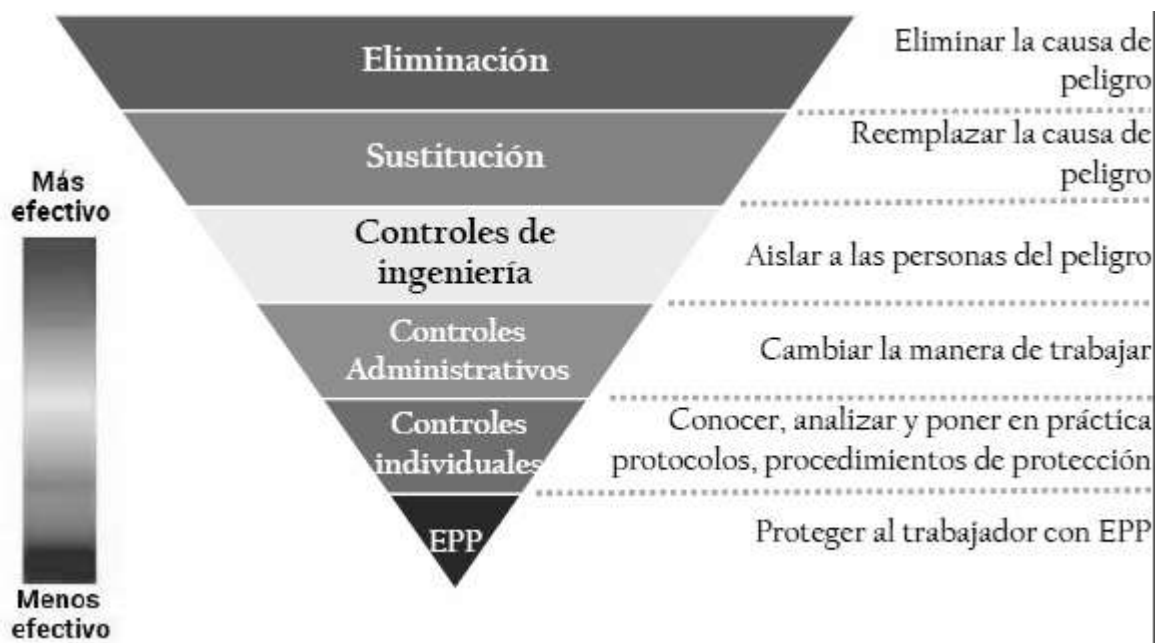 Eliminación
Eliminar la causa de
peligro
Sustitución
Reemplazar la causa de
peligro
Más
efectivo
Controles de
ingeniería
Aislar a las personas del peligro
Controles
Administrativos
Cambiar la manera de trabajar
Controles
individuales
Conocer, analizar y poner en práctica
protocolos, procedimientos de protección
EPP
Proteger al trabajador con EPP
Menos
efectivo